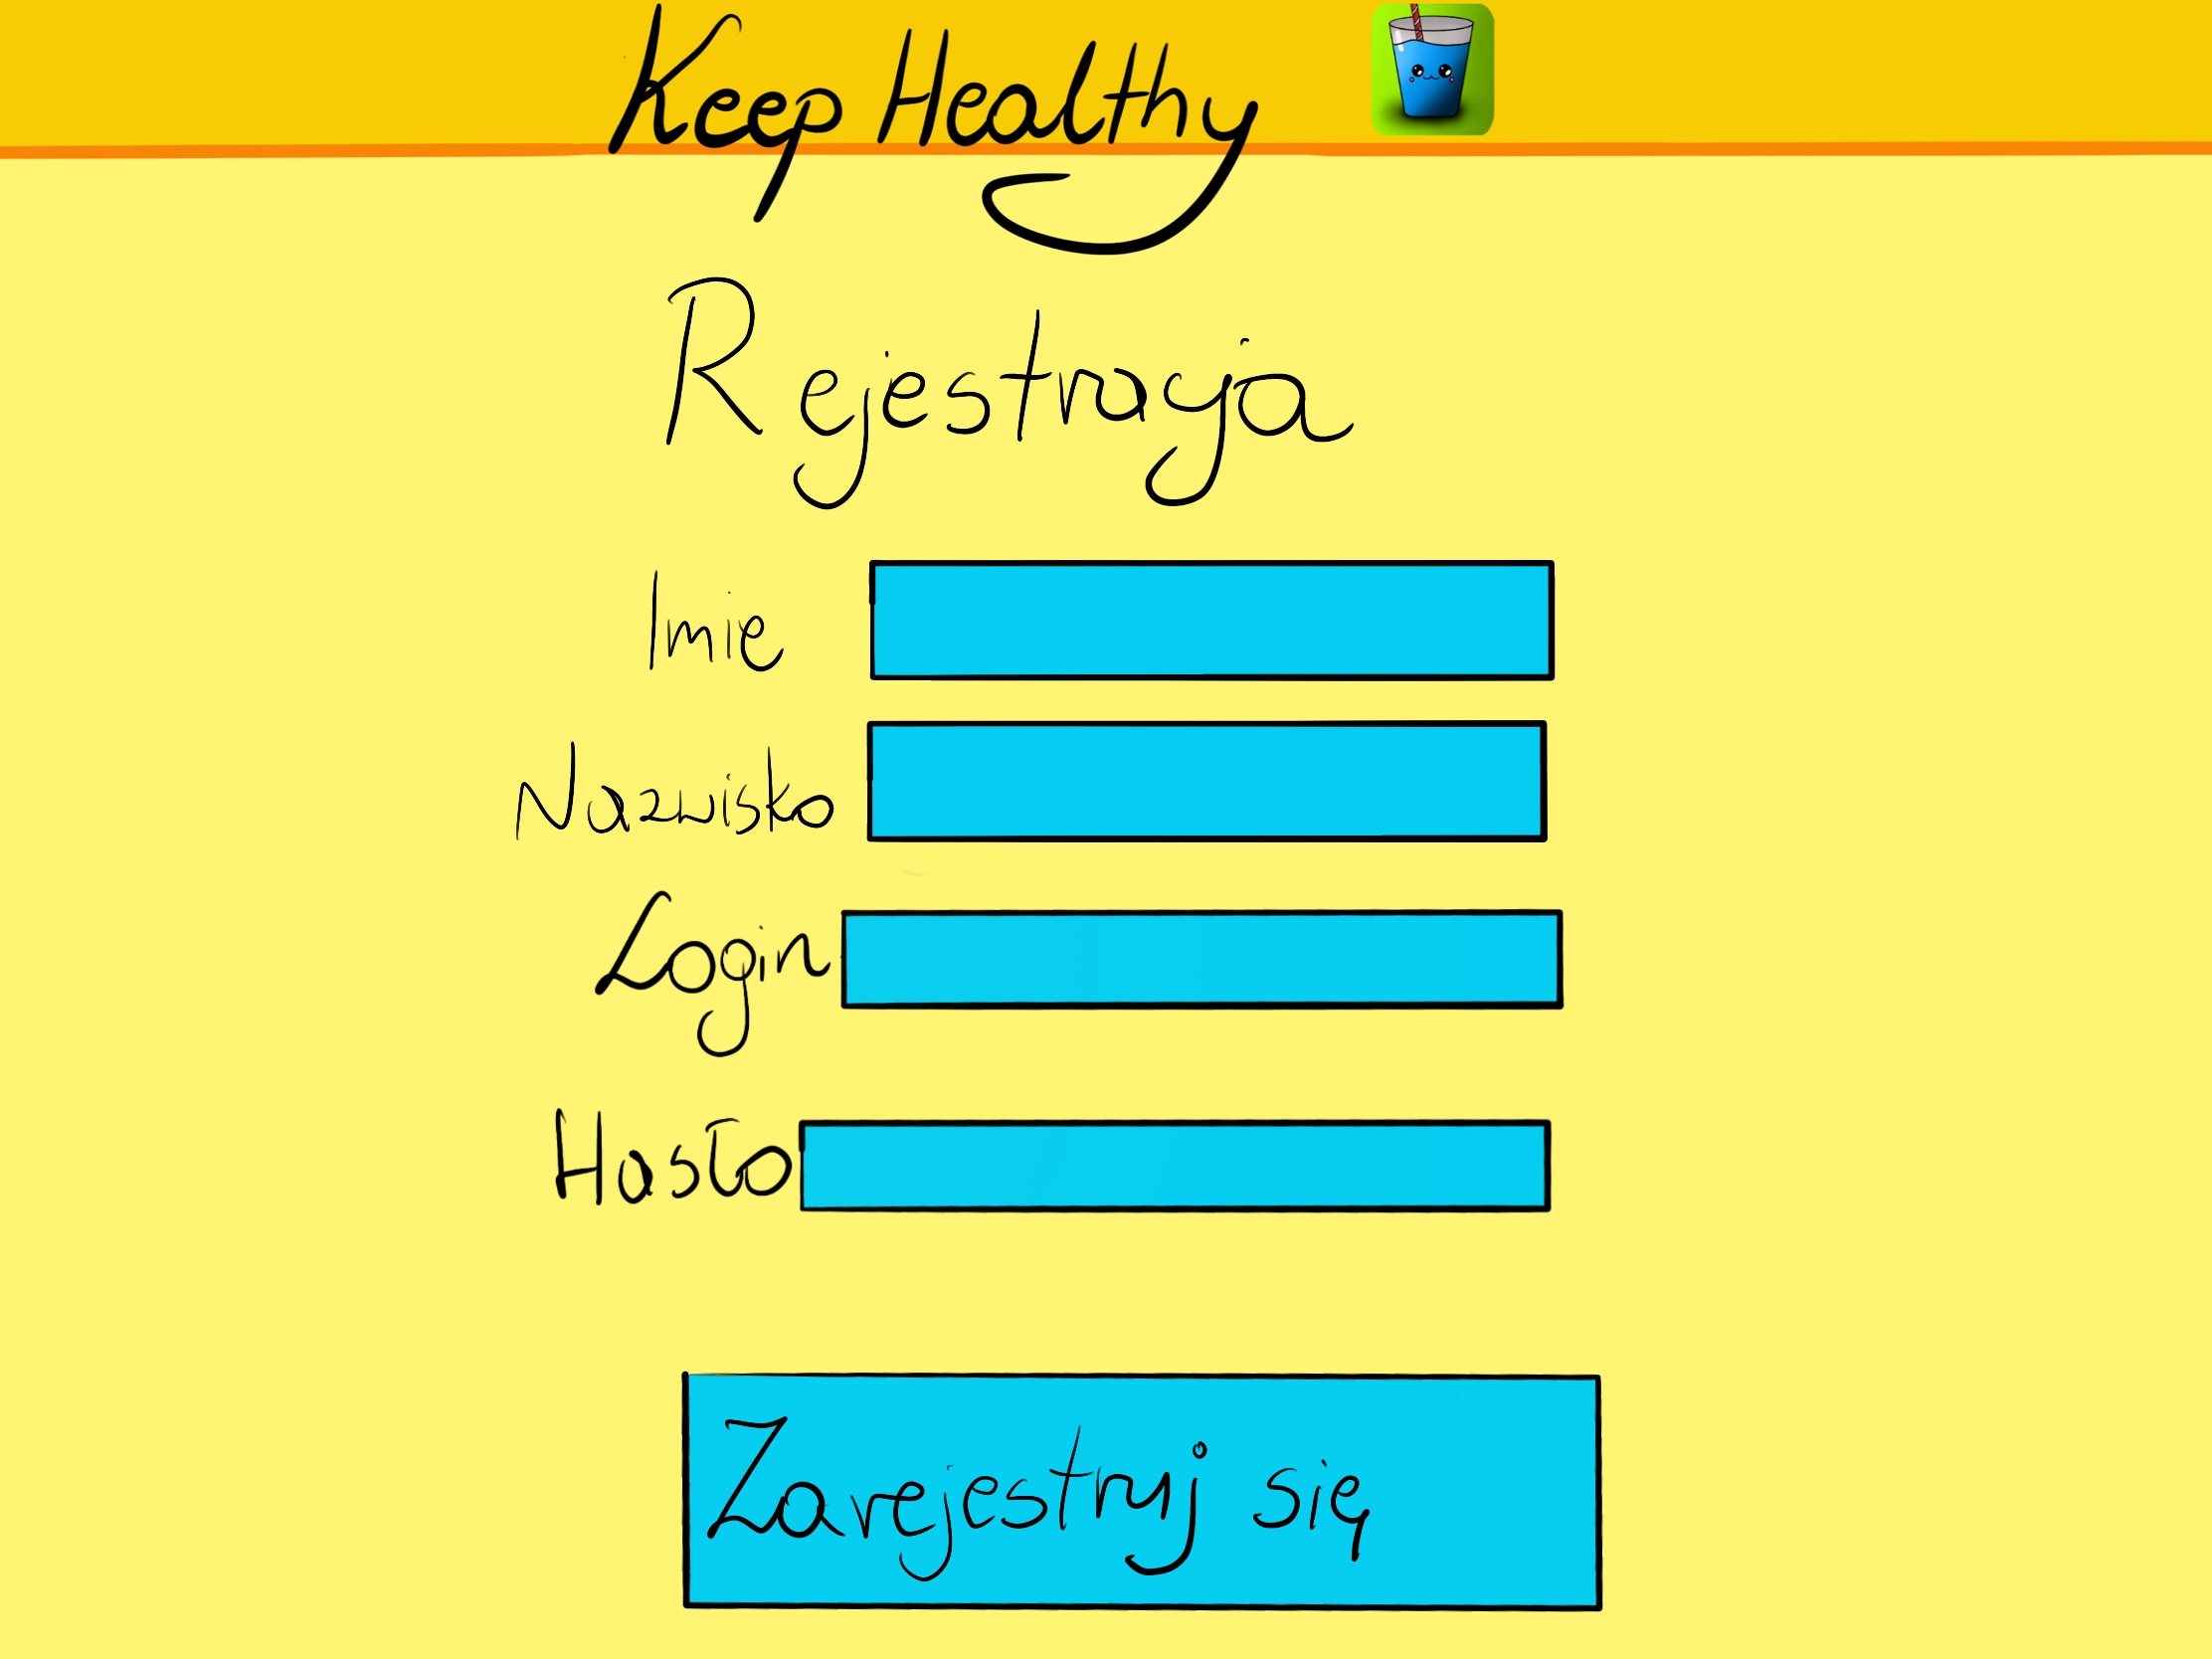 Keep Healthy
Rejestracja
Imie
Nazwisko
Login
Hasło
Zarejestruj się